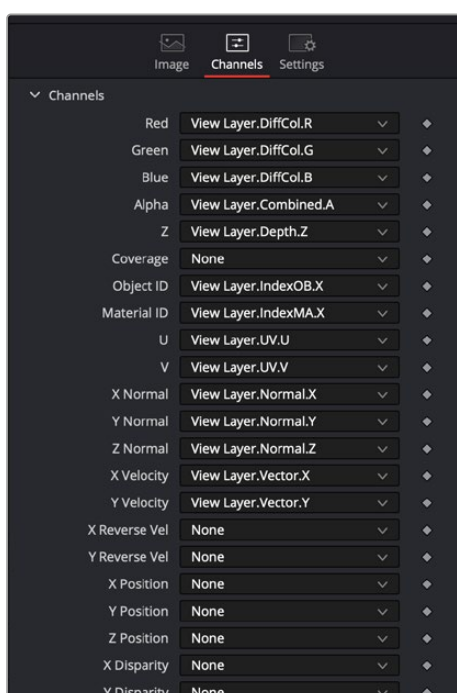 Image Channels Settings
Channels
Red View Layer.DiffCol.R
Green View Layer.DiffCol.G
Blue View Layer.DiffCol.B
Alpha View Layer.Combined.A
Z View Layer.Depth.Z
Coverage None
Object ID View Layer.IndexOB.X
Material ID View Layer.IndexMA.X
U View Layer.UV.U
V View Layer.UV.V
X Normal View Layer.Normal.X
Y Normal View Layer.Normal.Y
Z Normal View Layer.Normal.Z
X Velocity View Layer.Vector.X
Y Velocity View Layer.Vector.Y
X Reverse Vel None
Y Reverse Vel None
X Position None
Y Position None
Z Position None
X Disparity None
Y Disparity None